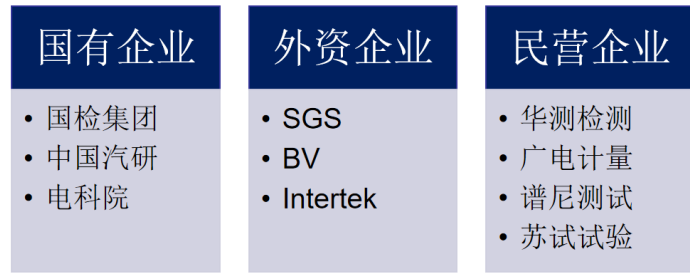 国有企业
• 国检集团
• 中国汽研
• 电科院
外资企业
• SGS
• BV
• Intertek
民营企业
• 华测检测
• 广电计量
• 谱尼测试
• 苏试试验